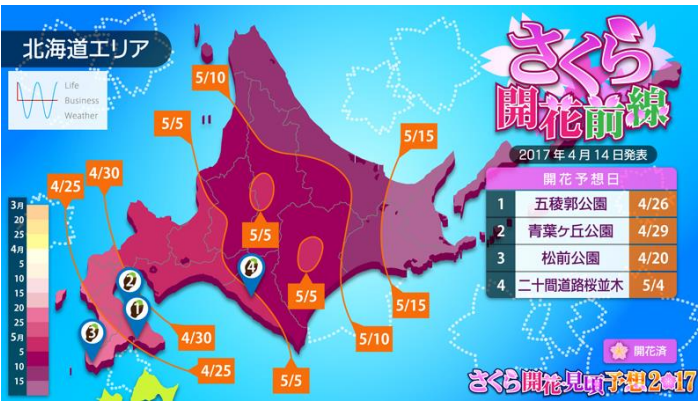 北海道エリア
Life
Business
Weather
さくら
開花前線
2017年4月14日発表
開花予想日
1 五稜郭公園 4/26
2 青葉ヶ丘公園 4/29
3 松前公園 4/20
4 二十間道路桜並木 5/4
5/10
5/5
5/15
4/30
4/25
5/5
5/5
5/15
5/10
4/30
4/25
5/5
4
2
1
3
3月
20
25
4月
5
10
15
20
25
5月
5
10
15
開花済
さくら開花見頃予想2017